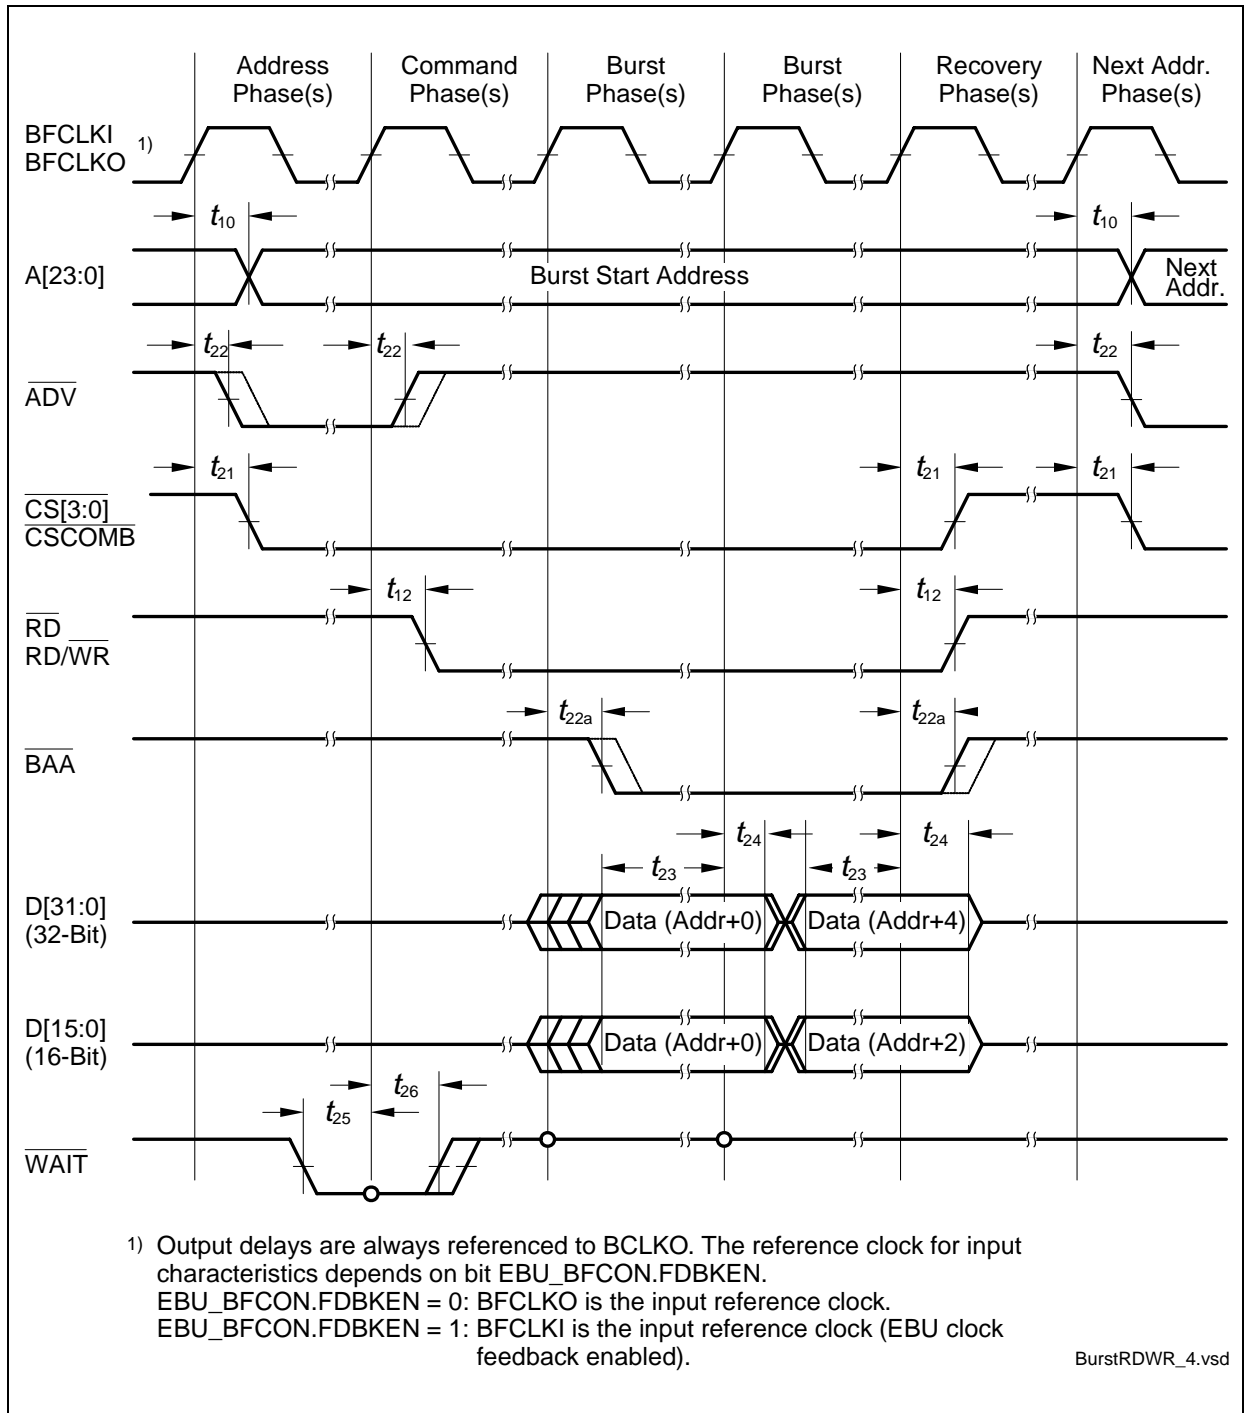 Address Phase(s)
Command Phase(s)
Burst Phase(s)
Burst Phase(s)
Recovery Phase(s)
Next Addr. Phase(s)
BFCLKI
BFCLKO 1)
t10
t10
A[23:0]
Burst Start Address
Next Addr.
t22
t22
t22
ADV
t21
t21
t21
CS[3:0]
CSCOMB
t12
t12
RD
RD/WR
t22a
t22a
BAA
t24
t24
t23
t23
D[31:0]
(32-Bit)
Data (Addr+0)
Data (Addr+4)
D[15:0]
(16-Bit)
Data (Addr+0)
Data (Addr+2)
t26
t25
WAIT
1) Output delays are always referenced to BCLKO. The reference clock for input
characteristics depends on bit EBU_BFCON.FDBKEN.
EBU_BFCON.FDBKEN = 0: BFCLKO is the input reference clock.
EBU_BFCON.FDBKEN = 1: BFCLKI is the input reference clock (EBU clock
feedback enabled).
BurstRDWR_4.vsd